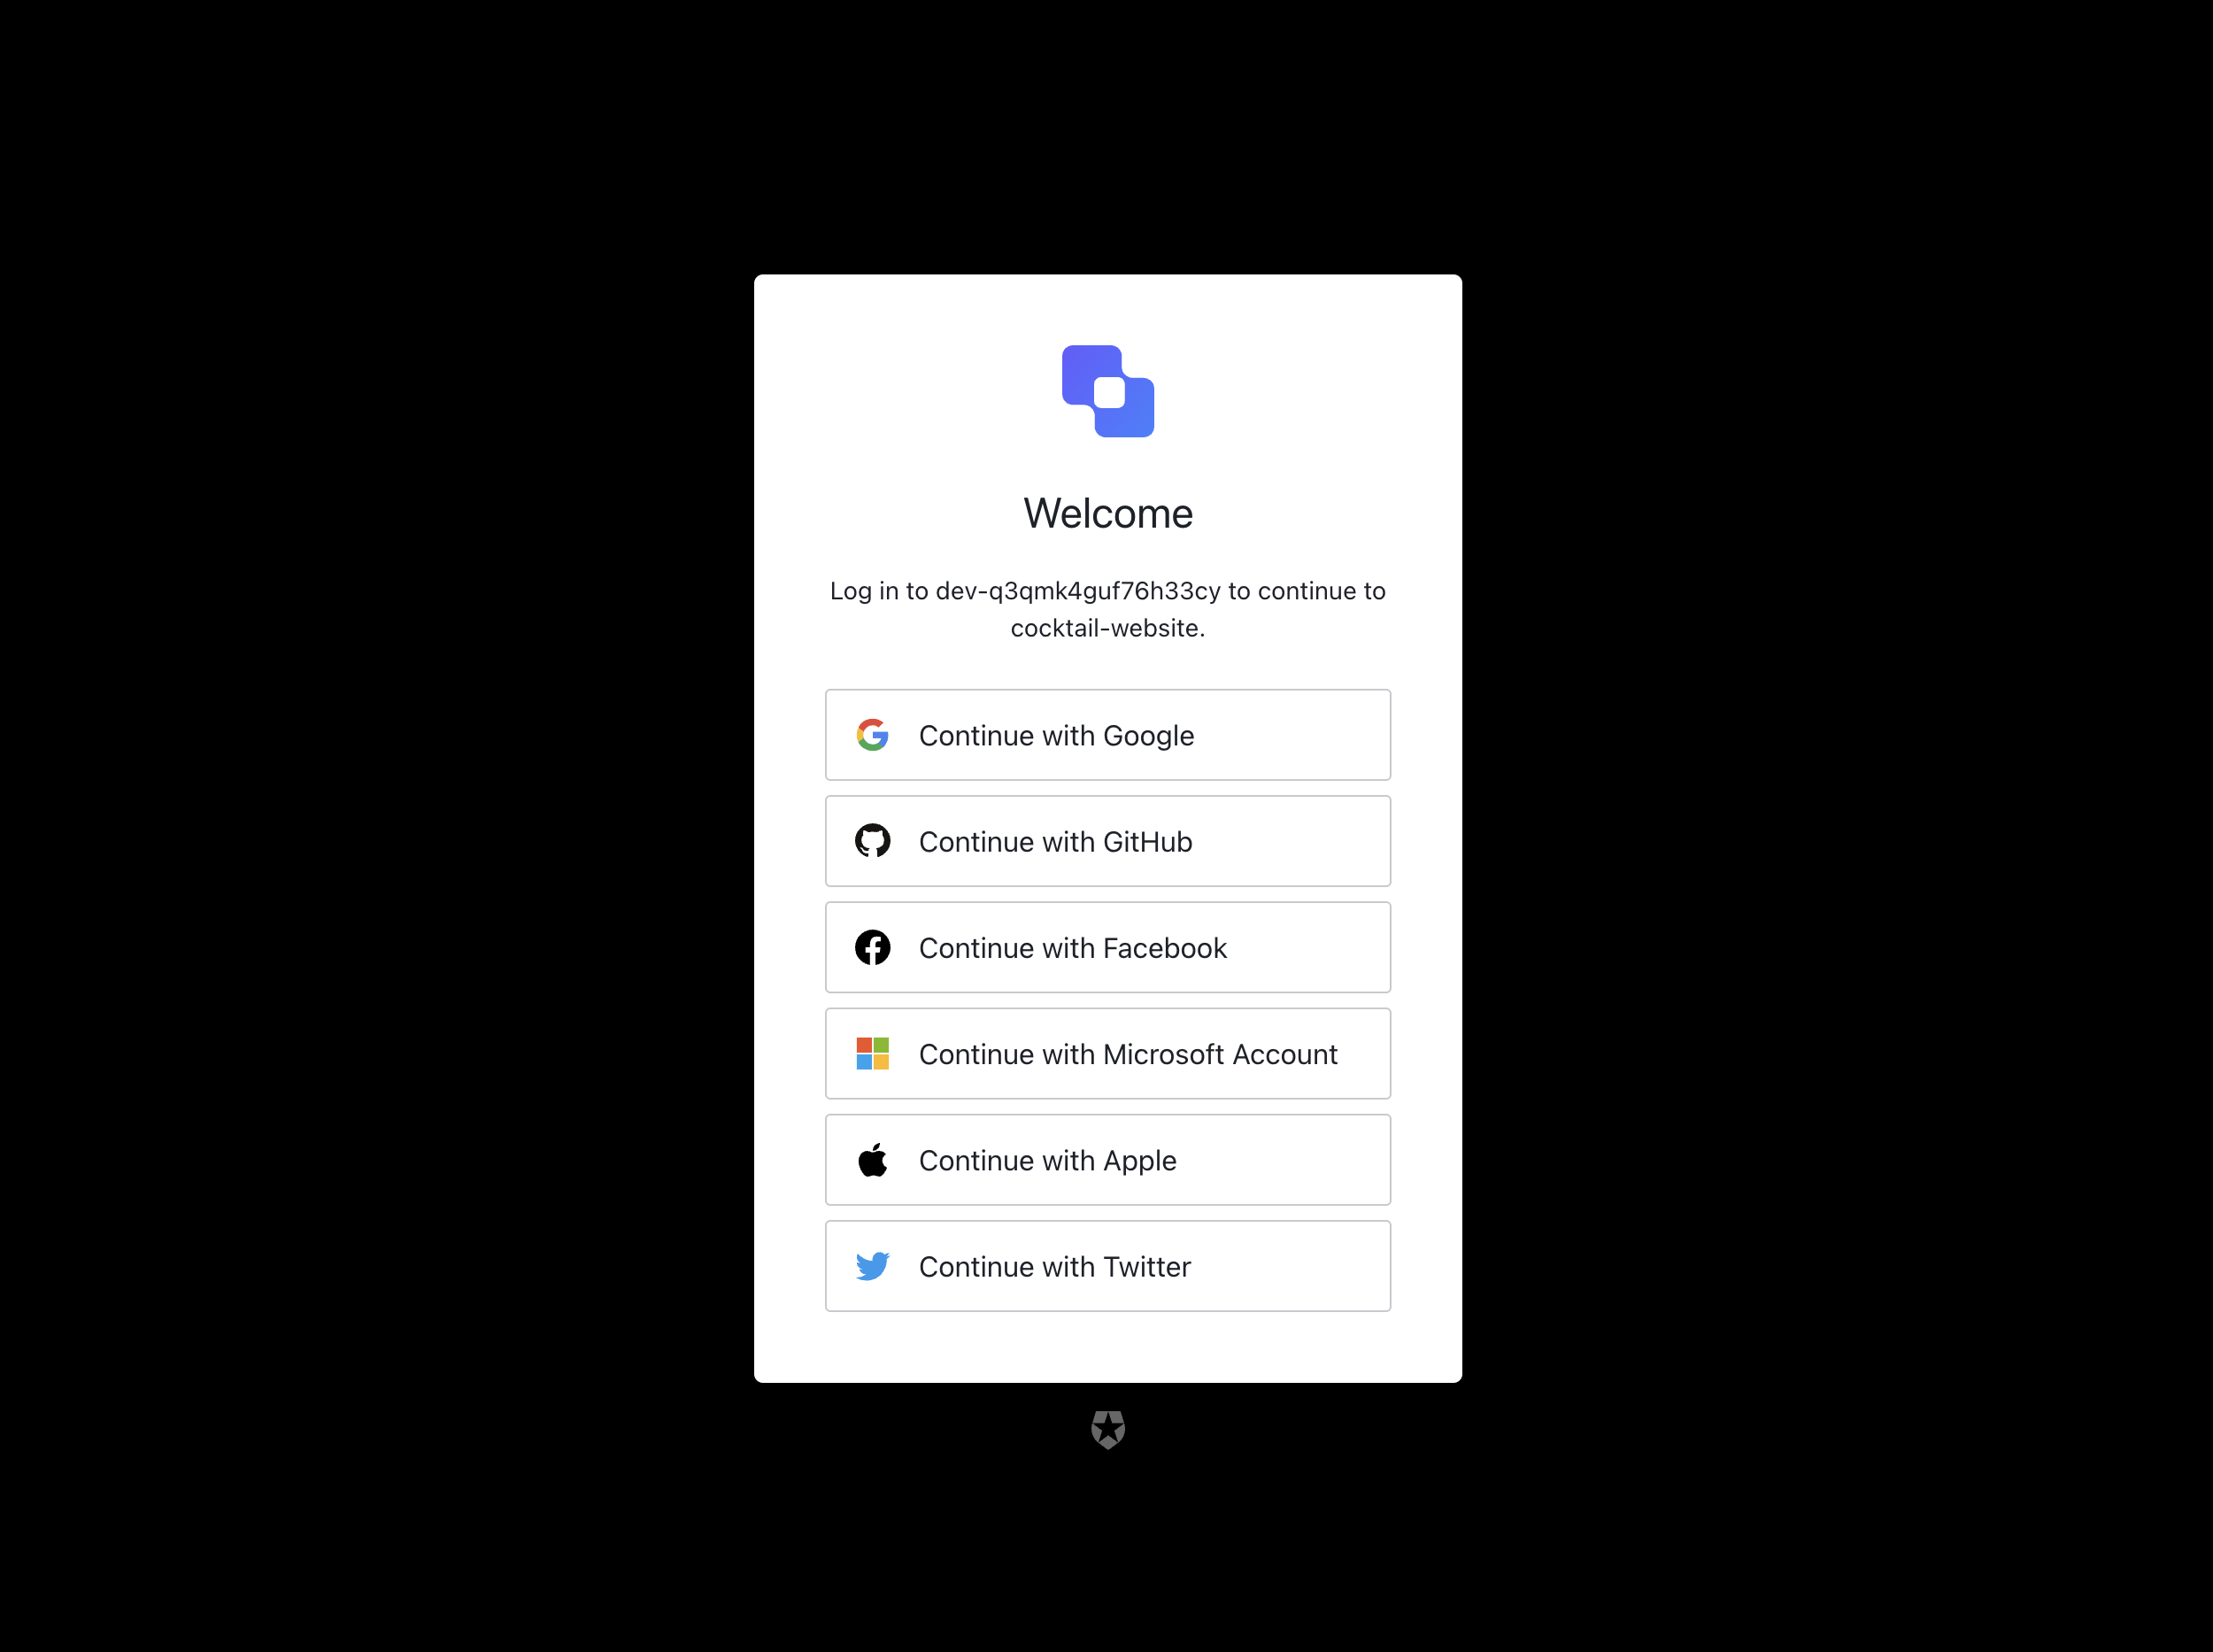 Welcome
Log in to dev-q3qmk4guf76h33cy to continue to
cocktail-website.
Continue with Google
Continue with GitHub
Continue with Facebook
Continue with Microsoft Account
Continue with Apple
Continue with Twitter